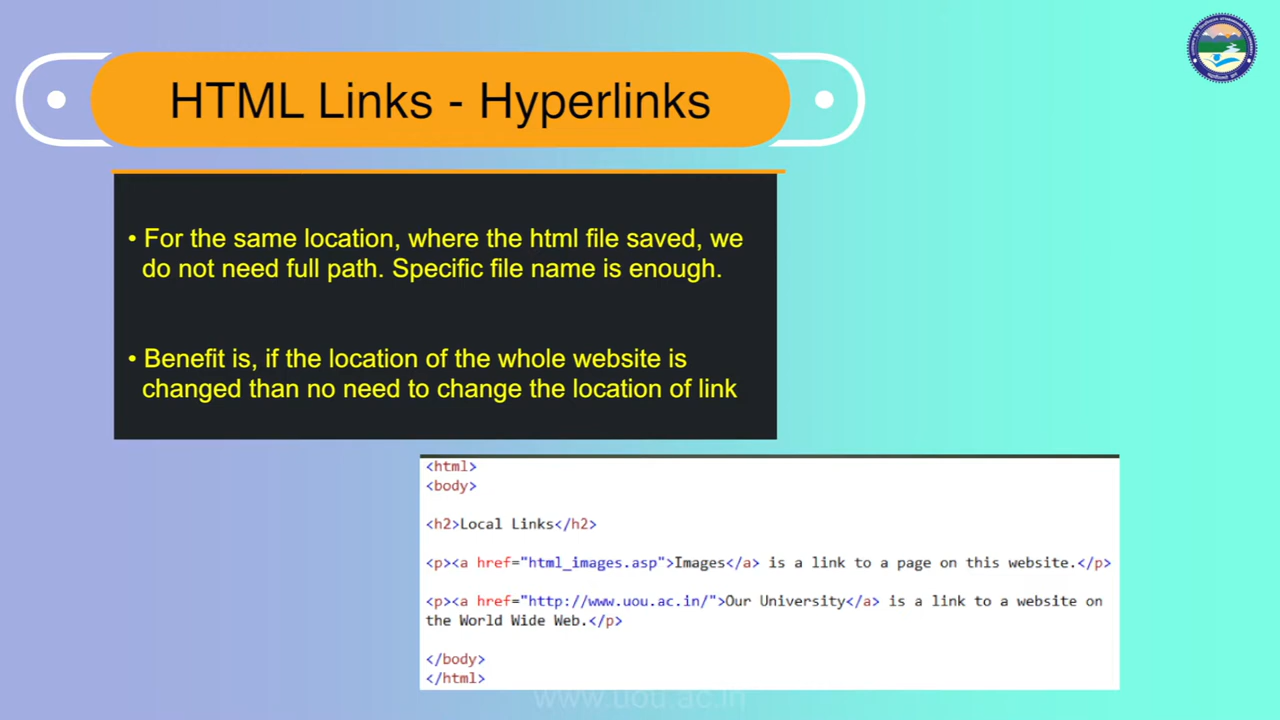 HTML Links - Hyperlinks
• For the same location, where the html file saved, we
do not need full path. Specific file name is enough.
• Benefit is, if the location of the whole website is
changed than no need to change the location of link
<html>
<body>
<h2>Local Links</h2>
<p><a href="html_images.asp">Images</a> is a link to a page on this website.</p>
<p><a href="http://www.uou.ac.in/">Our University</a> is a link to a website on
the World Wide Web.</p>
</body>
</html>
www.uou.ac.in